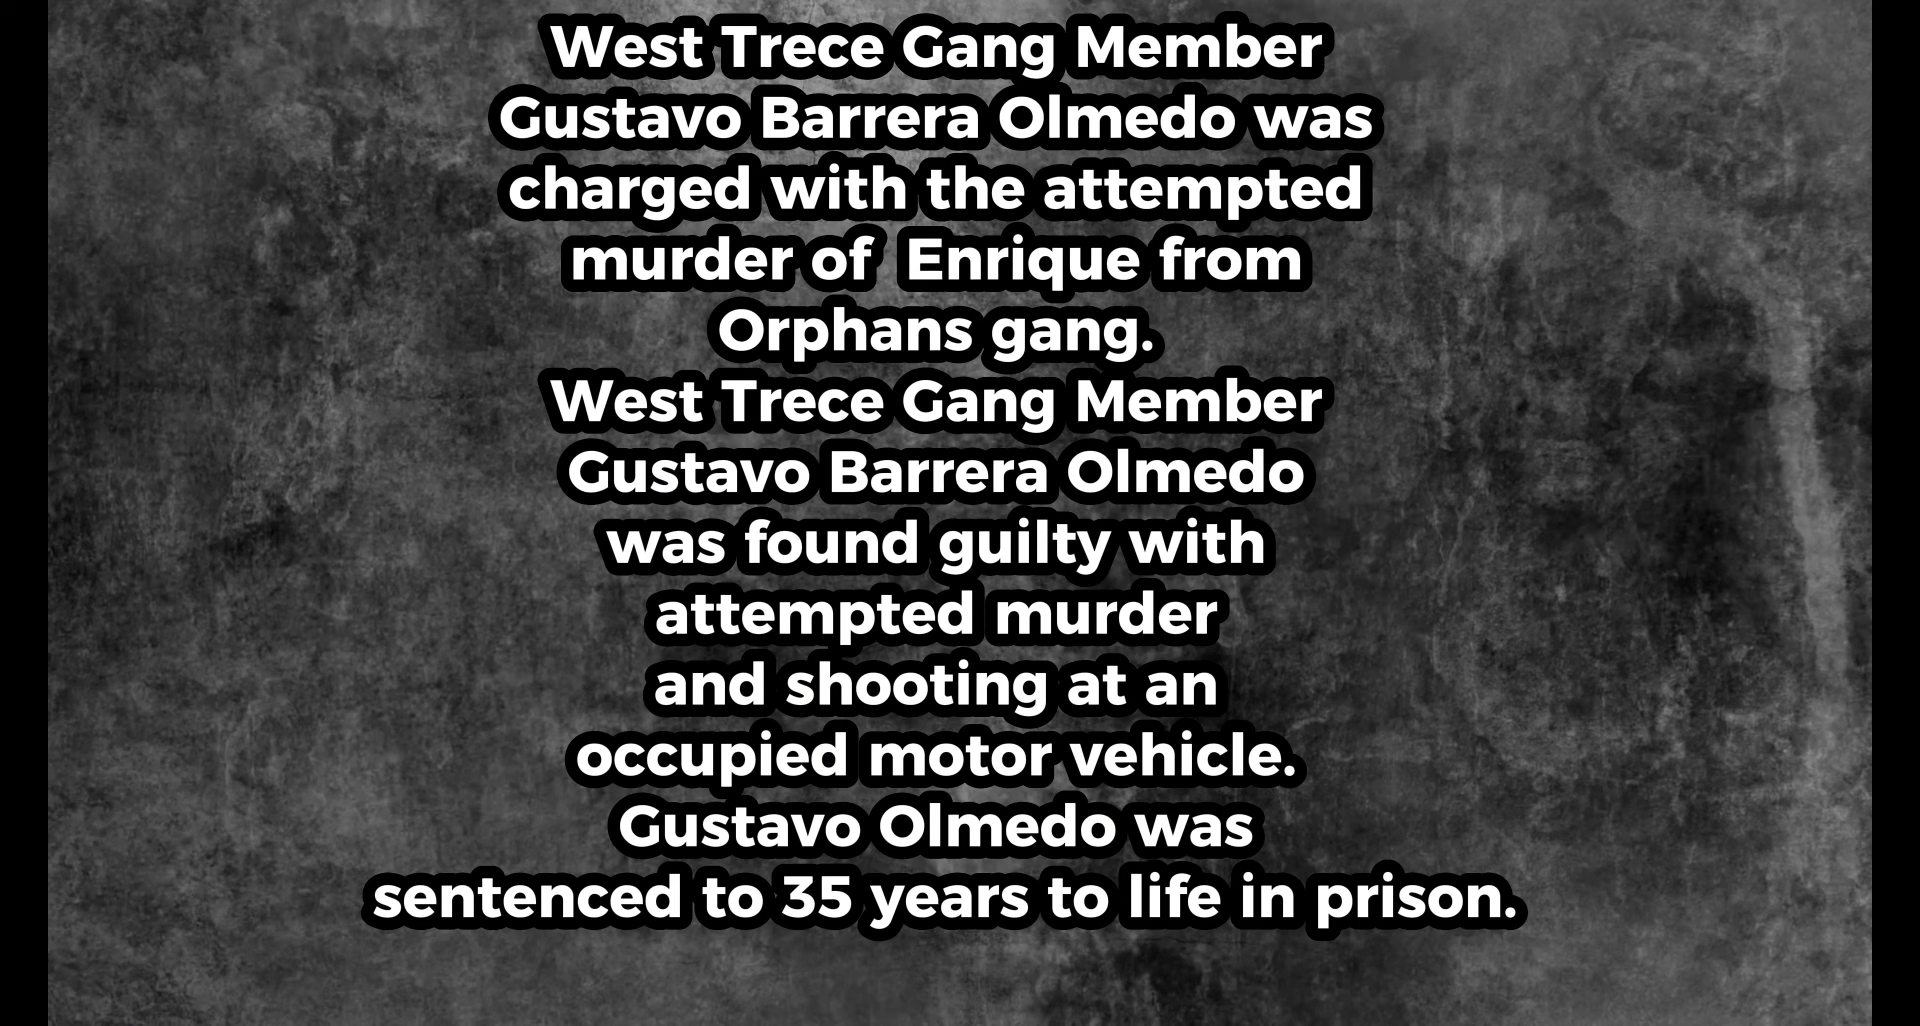 West Trece Gang Member
Gustavo Barrera Olmedo was
charged with the attempted
murder of  Enrique from
Orphans gang.
West Trece Gang Member
Gustavo Barrera Olmedo
was found guilty with
attempted murder
and shooting at an
occupied motor vehicle.
Gustavo Olmedo was
sentenced to 35 years to life in prison.